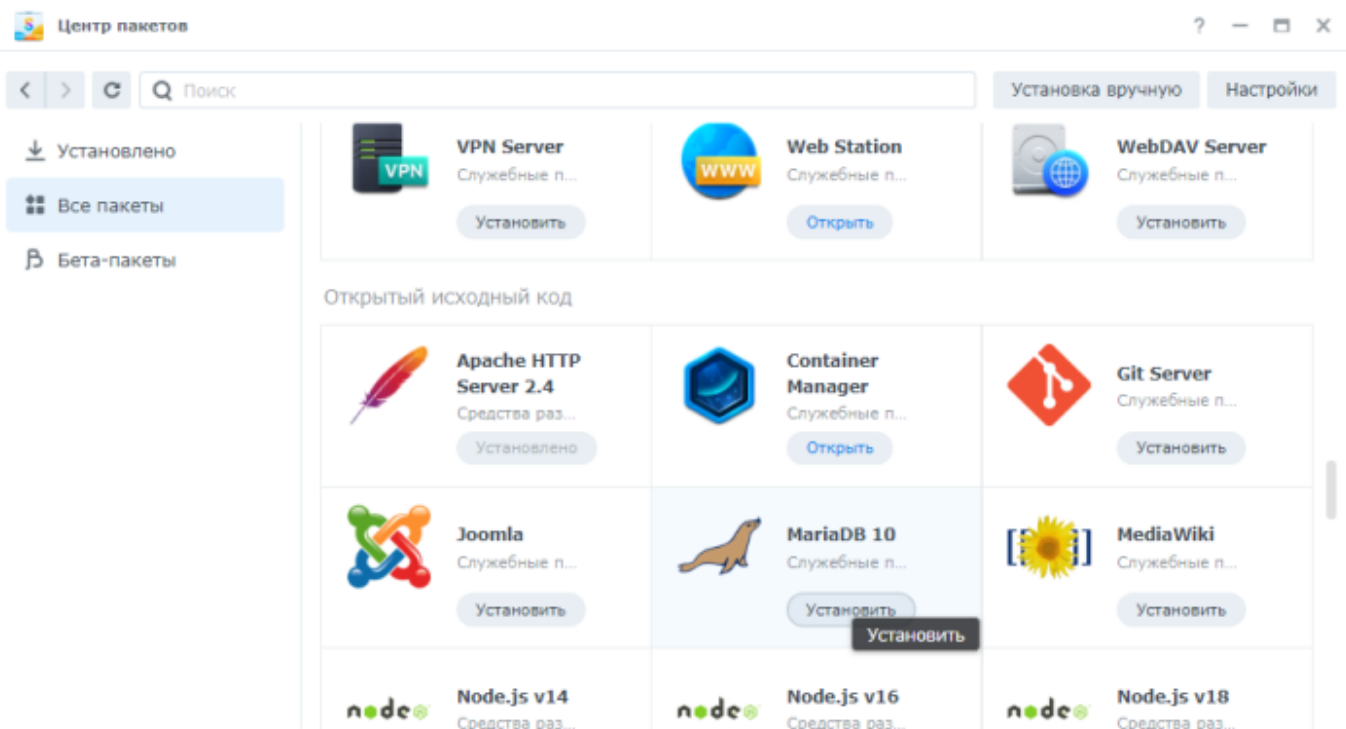 Центр пакетов
Поиск
Установка вручную
Настройки
Установлено
Все пакеты
Бета-пакеты
VPN
VPN Server
Служебные п...
Установить
WWW
Web Station
Служебные п...
Открыть
WebDAV Server
Служебные п...
Установить
Открытый исходный код
Apache HTTP
Server 2.4
Средства раз...
Установлено
Container
Manager
Служебные п...
Открыть
Git Server
Служебные п...
Установить
Joomla
Служебные п...
Установить
MariaDB 10
Служебные п...
Установить
Установить
MediaWiki
Служебные п...
Установить
node
Node.js v14
Средства раз...
node
Node.js v16
Средства раз...
node
Node.js v18
Средства раз...